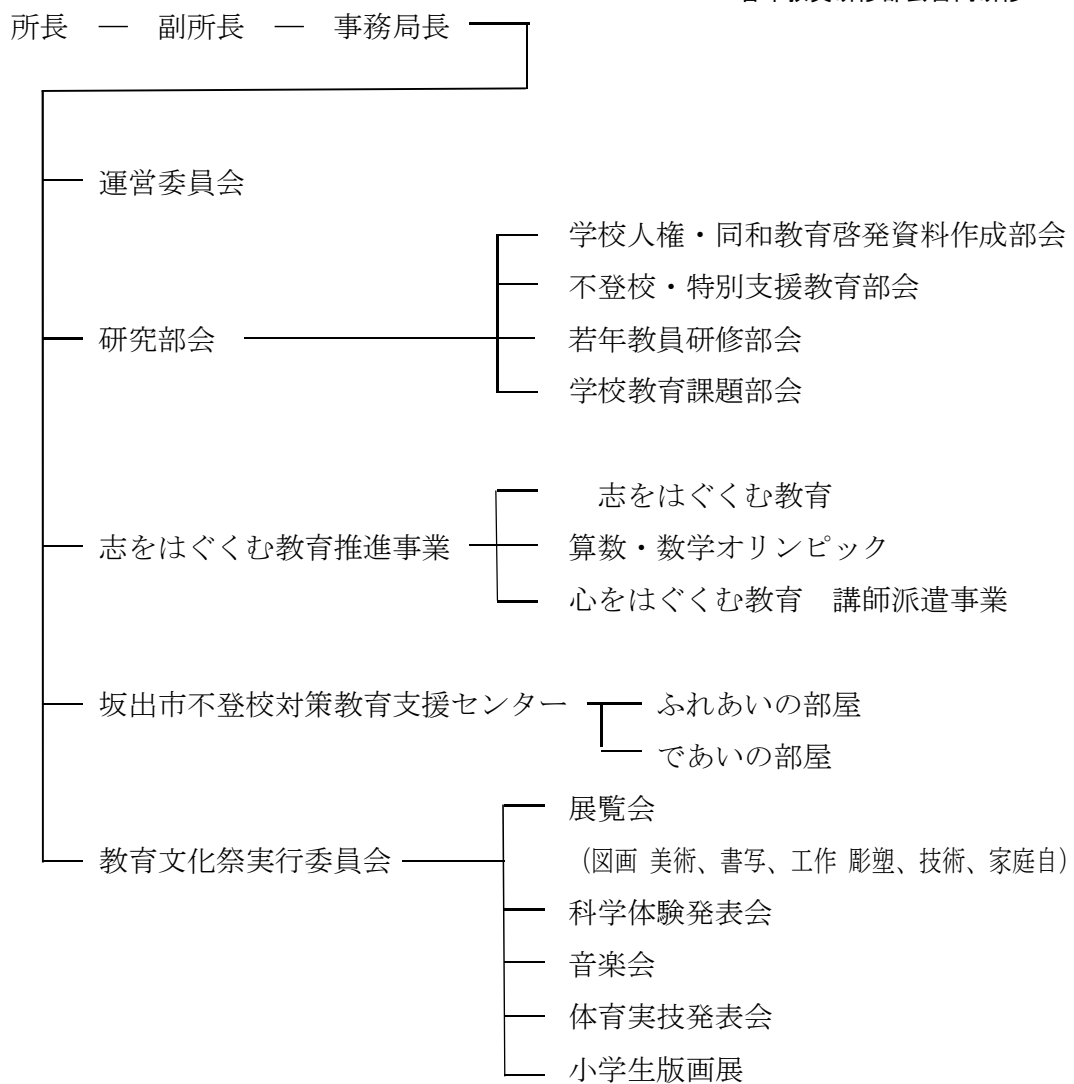 所長 ― 副所長 ― 事務局長
運営委員会
学校人権・同和教育啓発資料作成部会
不登校・特別支援教育部会
研究部会
若年教員研修部会
学校教育課題部会
志をはぐくむ教育
志をはぐくむ教育推進事業
算数・数学オリンピック
心をはぐくむ教育　講師派遣事業
坂出市不登校対策教育支援センター
ふれあいの部屋
であいの部屋
展覧会
教育文化祭実行委員会
（図画 美術、書写、工作 彫塑、技術、家庭自）
科学体験発表会
音楽会
体育実技発表会
小学生版画展